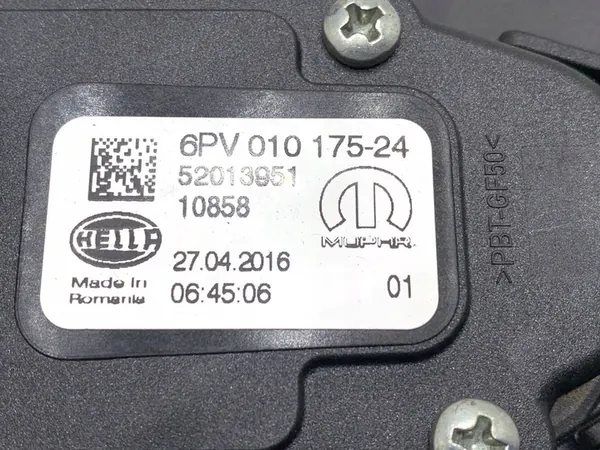 6PV 010 175-24
52013951
10858
HELLA
MOPAR
27.04.2016
Made in
Romania
06:45:06
01
>PBT-GF50<